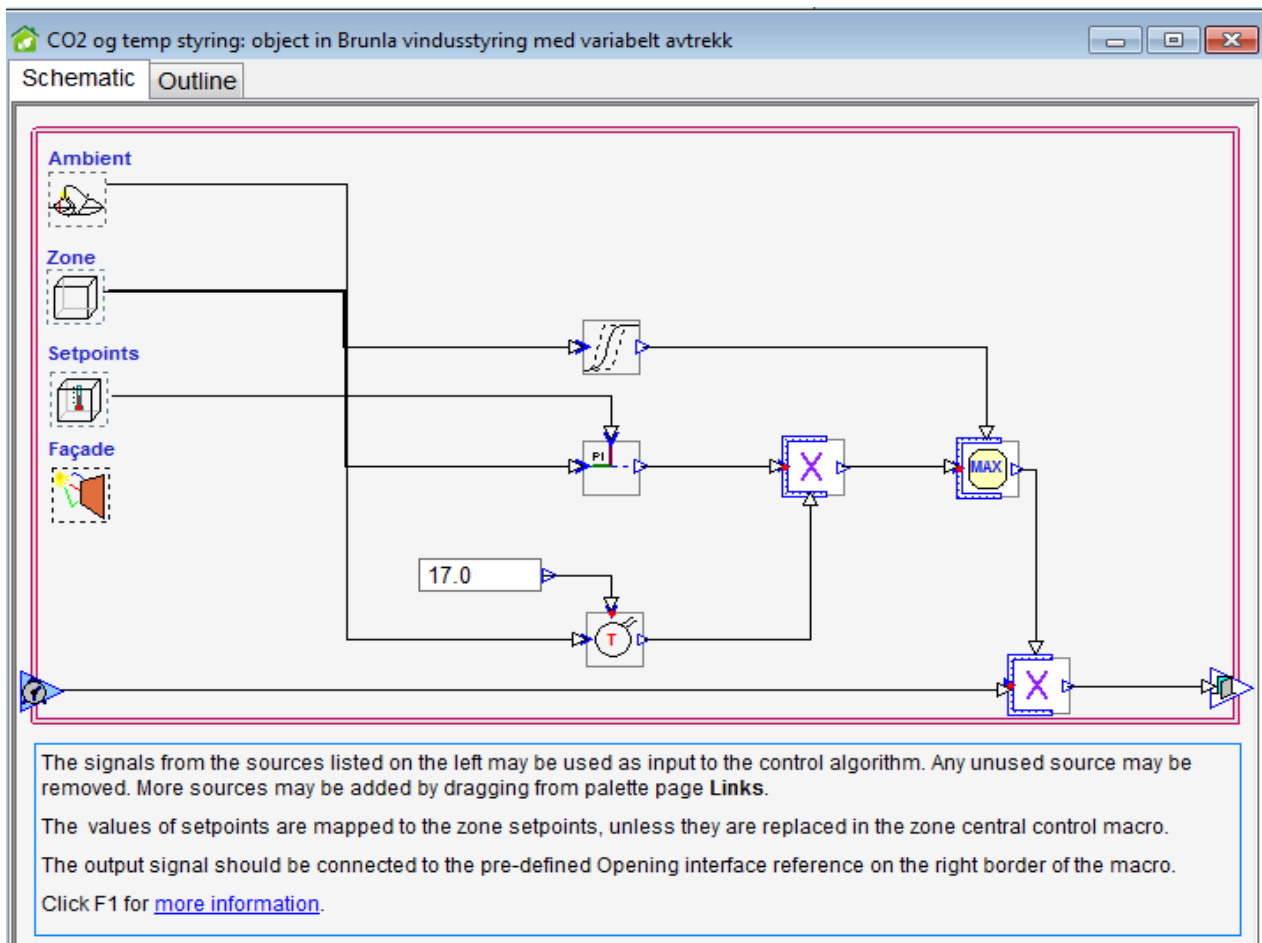 CO2 og temp styring: object in Brunla vindusstyring med variabelt avtrekk
Schematic
Outline
Ambient
Zone
Setpoints
PI
X
MAX
Façade
17.0
T
X
The signals from the sources listed on the left may be used as input to the control algorithm. Any unused source may be
removed. More sources may be added by dragging from palette page Links.
The values of setpoints are mapped to the zone setpoints, unless they are replaced in the zone central control macro.
The output signal should be connected to the pre-defined Opening interface reference on the right border of the macro.
Click F1 for more information.